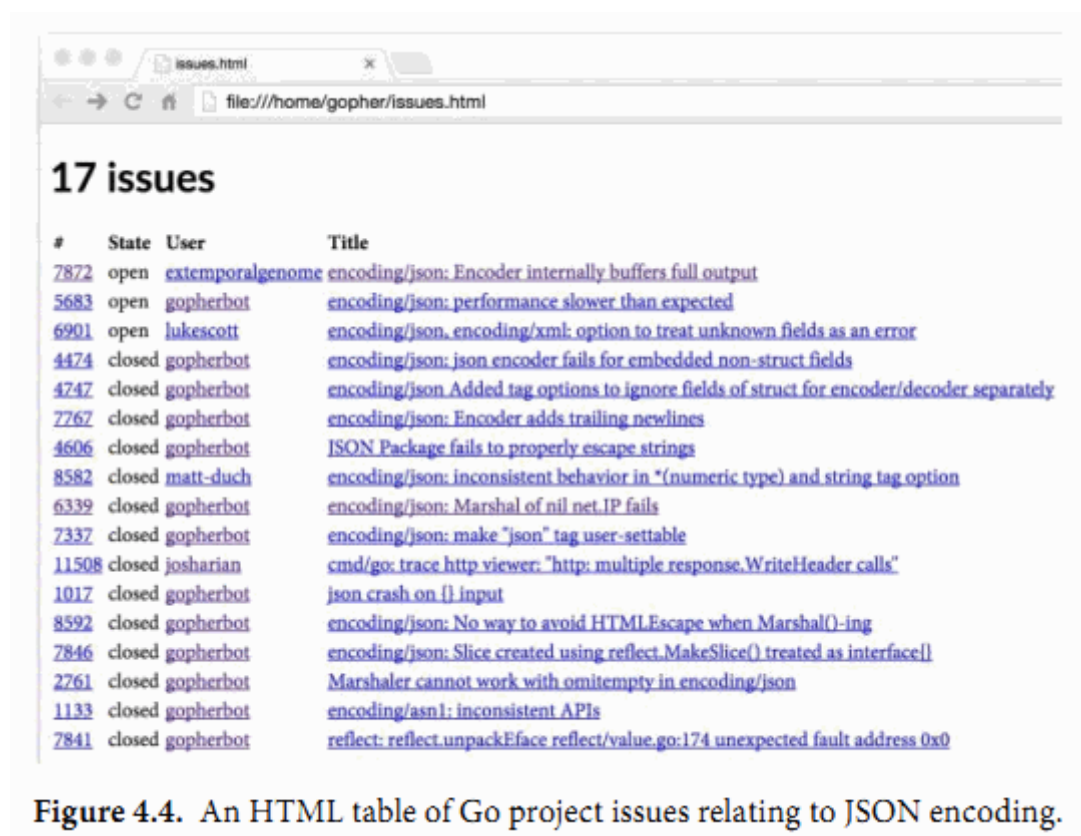 issues.html
file:///home/gopher/issues.html
17 issues
# State User Title
7872 open extemporalgenome encoding/json: Encoder internally buffers full output
5683 open gopherbot encoding/json: performance slower than expected
6901 open lukescott encoding/json, encoding/xml: option to treat unknown fields as an error
4474 closed gopherbot encoding/json: json encoder fails for embedded non-struct fields
4747 closed gopherbot encoding/json Added tag options to ignore fields of struct for encoder/decoder separately
7767 closed gopherbot encoding/json: Encoder adds trailing newlines
4606 closed gopherbot JSON Package fails to properly escape strings
8582 closed matt-duch encoding/json: inconsistent behavior in *(numeric type) and string tag option
6339 closed gopherbot encoding/json: Marshal of nil net.IP fails
7337 closed gopherbot encoding/json: make "json" tag user-settable
11508 closed josharian cmd/go: trace http viewer: "http: multiple response.WriteHeader calls"
1017 closed gopherbot json crash on {} input
8592 closed gopherbot encoding/json: No way to avoid HTMLEscape when Marshal()-ing
7846 closed gopherbot encoding/json: Slice created using reflect.MakeSlice() treated as interface{}
2761 closed gopherbot Marshaler cannot work with omitempty in encoding/json
1133 closed gopherbot encoding/asn1: inconsistent APIs
7841 closed gopherbot reflect: reflect.unpackEface reflect/value.go:174 unexpected fault address 0x0
Figure 4.4. An HTML table of Go project issues relating to JSON encoding.